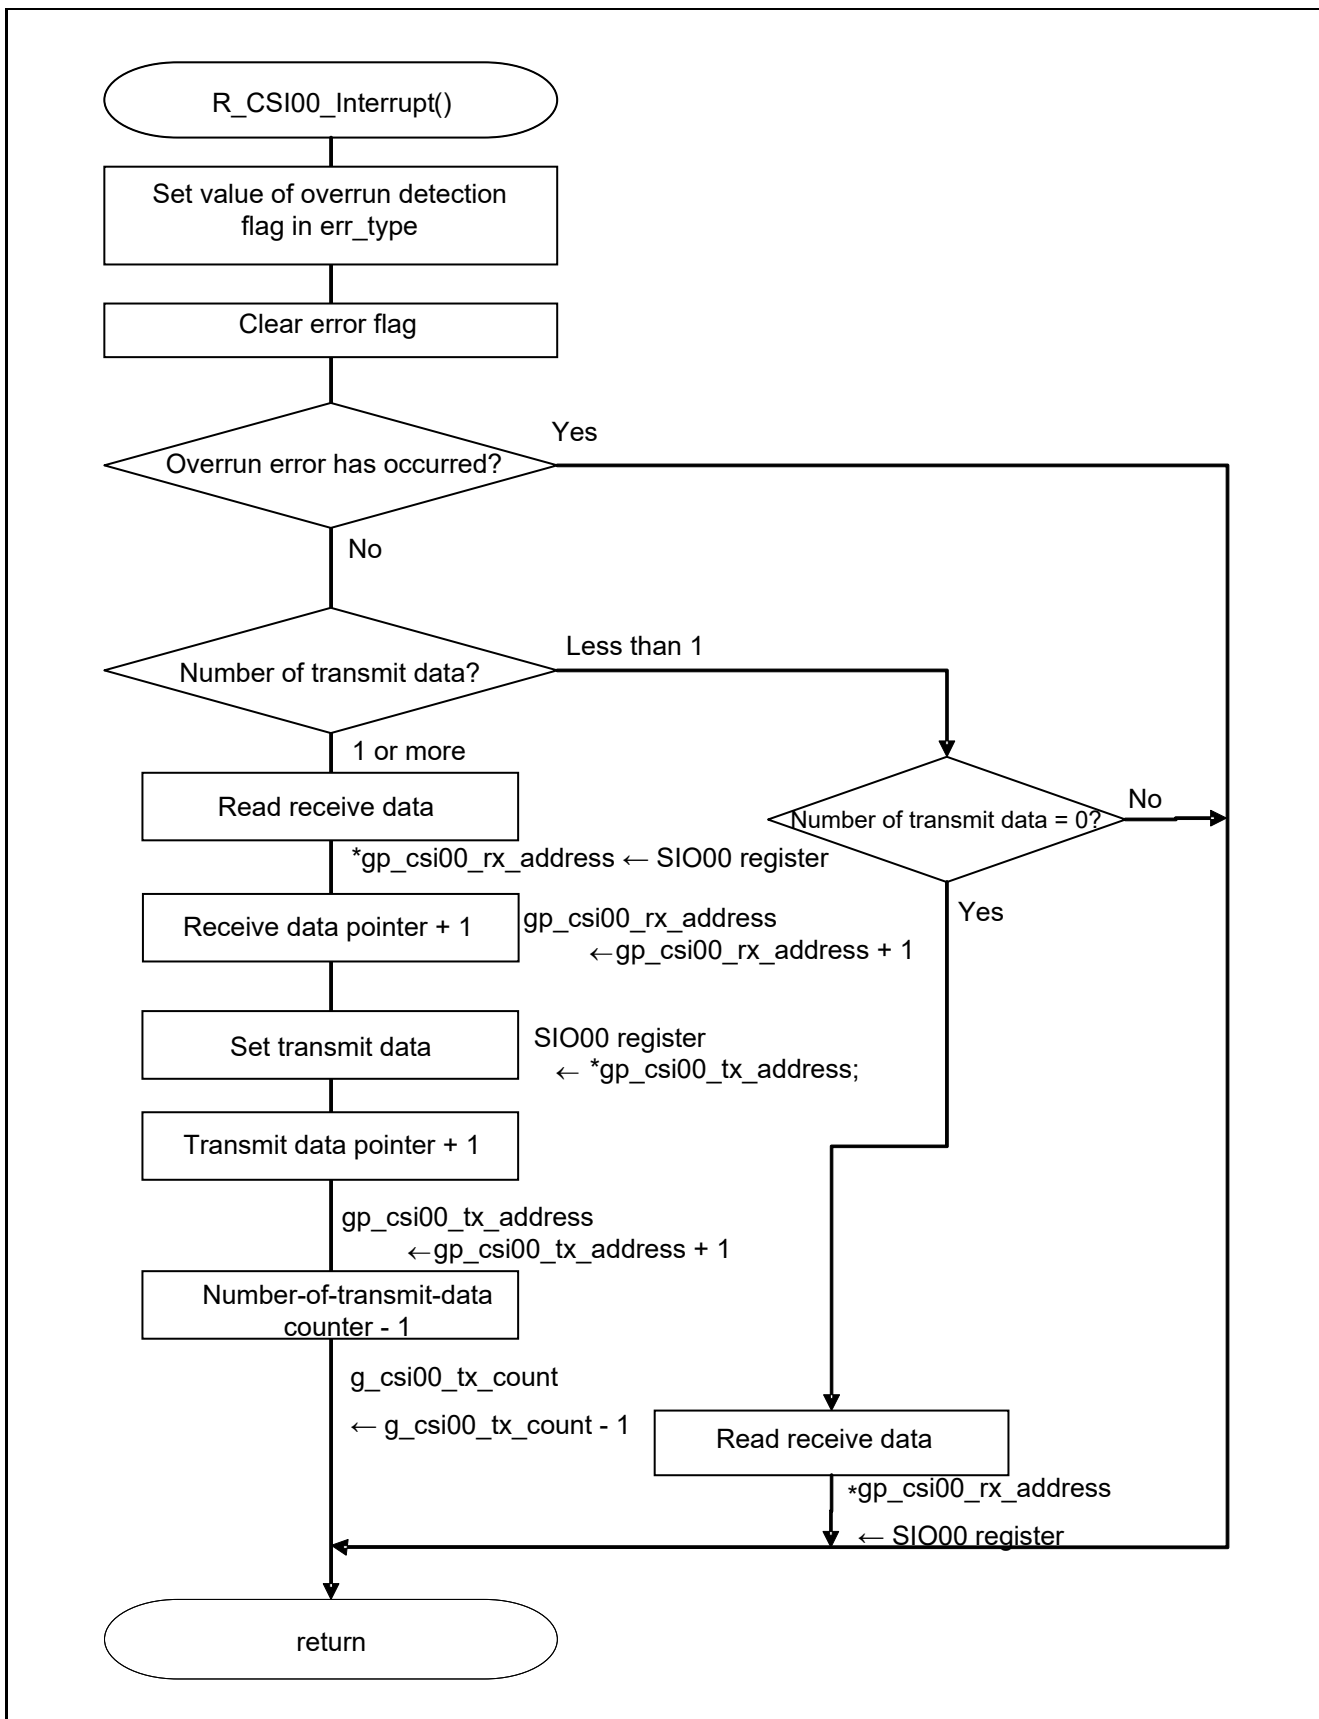 R_CSI00_Interrupt()
Set value of overrun detection
flag in err_type
Clear error flag
Yes
Overrun error has occurred?
No
Less than 1
Number of transmit data?
1 or more
Read receive data
No
Number of transmit data = 0?
*gp_csi00_rx_address ← SIO00 register
Yes
Receive data pointer + 1
gp_csi00_rx_address
←gp_csi00_rx_address + 1
Set transmit data
SIO00 register
← *gp_csi00_tx_address;
Transmit data pointer + 1
gp_csi00_tx_address
←gp_csi00_tx_address + 1
Number-of-transmit-data
counter - 1
g_csi00_tx_count
← g_csi00_tx_count - 1
Read receive data
*gp_csi00_rx_address
← SIO00 register
return